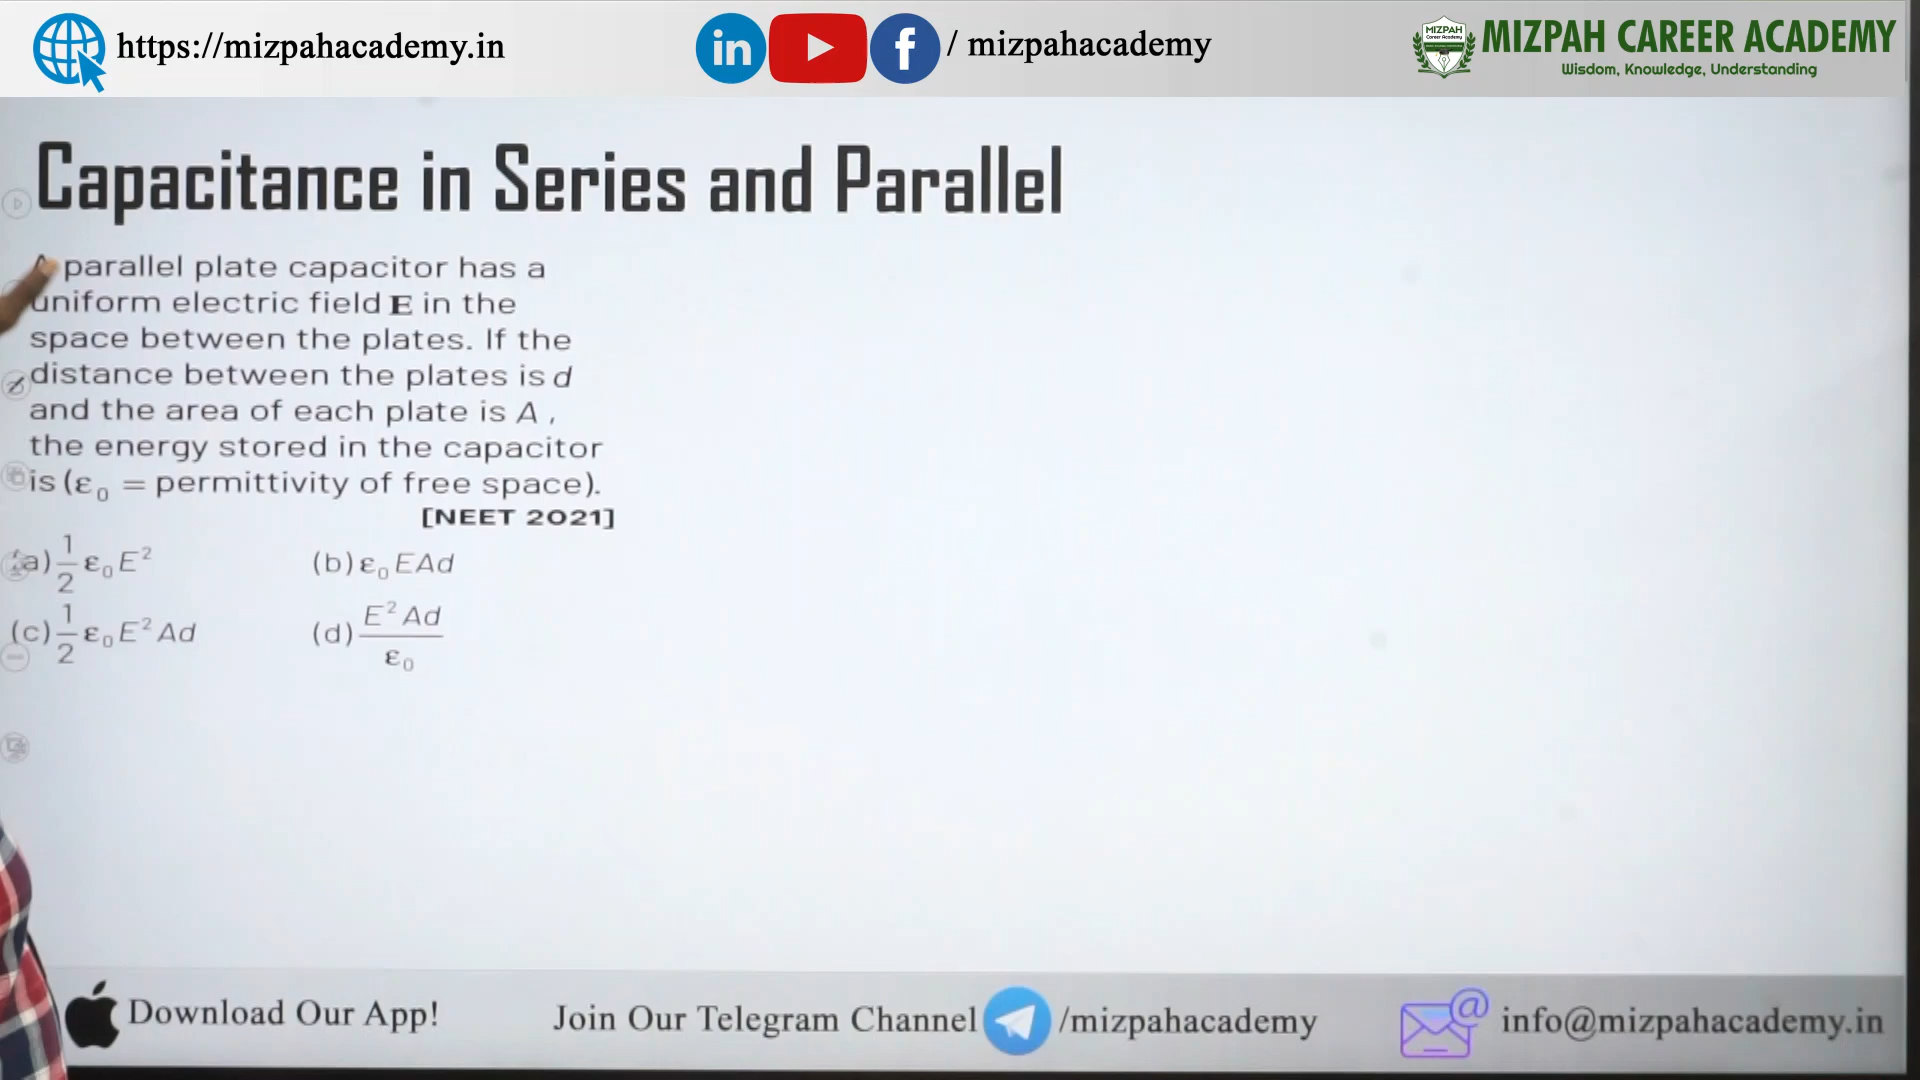 https://mizpahacademy.in
in f / mizpahacademy
MIZPAH Career Academy
MIZPAH CAREER ACADEMY
Wisdom, Knowledge, Understanding
Capacitance in Series and Parallel
A parallel plate capacitor has a
uniform electric field E in the
space between the plates. If the
distance between the plates is d
and the area of each plate is A ,
the energy stored in the capacitor
is (ε₀ = permittivity of free space).
[NEET 2021]
(a) 1/2 ε₀E² (b) ε₀EAd
(c) 1/2 ε₀E²Ad (d) E²Ad/ε₀
Download Our App!
Join Our Telegram Channel /mizpahacademy
@ info@mizpahacademy.in